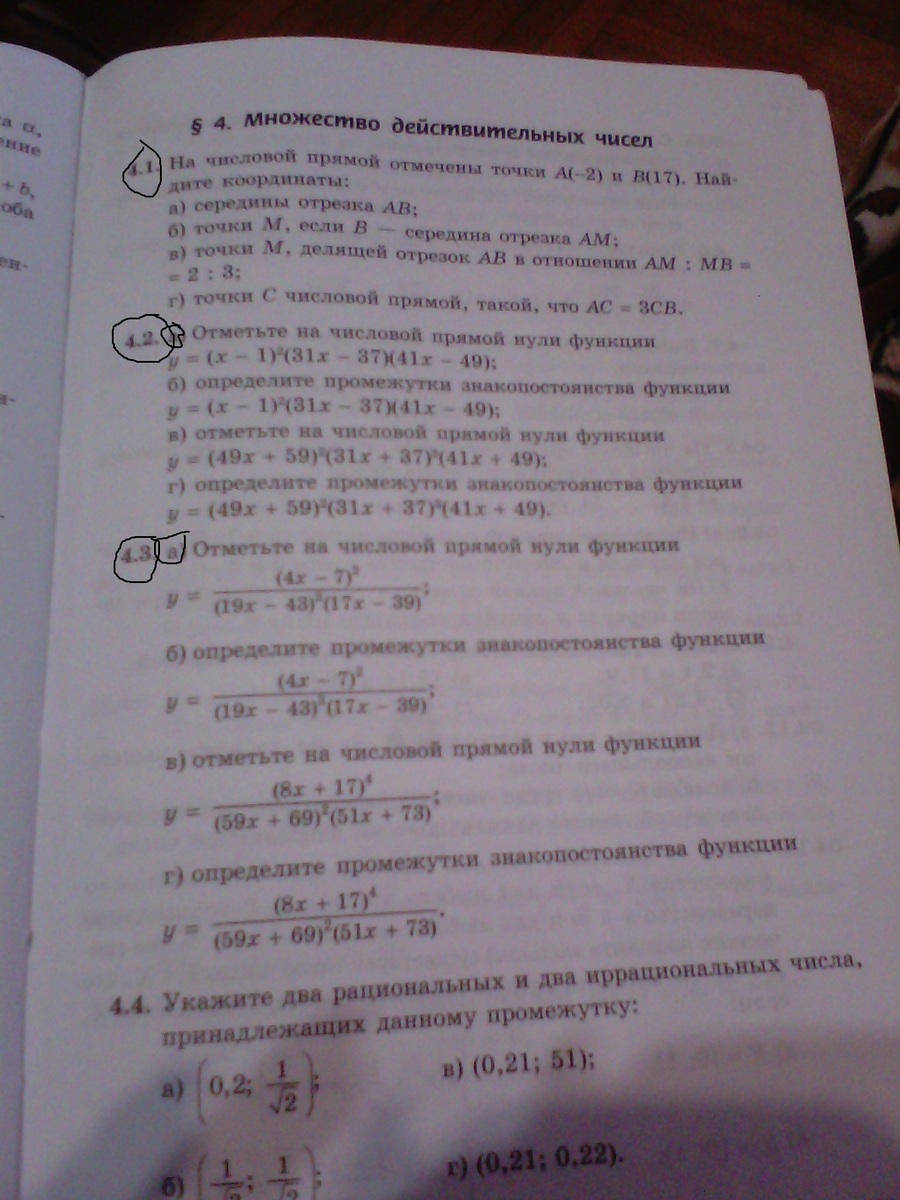 а α,
ение
+ b,
оба
ен-
§ 4. Множество действительных чисел
4.1. На числовой прямой отмечены точки A(−2) и B(17). Най-
дите координаты:
а) середины отрезка AB;
б) точки M, если B — середина отрезка AM;
в) точки M, делящей отрезок AB в отношении AM : MB =
= 2 : 3;
г) точки C числовой прямой, такой, что AC = 3CB.
4.2. Отметьте на числовой прямой нули функции
y = (x − 1)²(31x − 37)(41x − 49);
б) определите промежутки знакопостоянства функции
y = (x − 1)²(31x − 37)(41x − 49);
в) отметьте на числовой прямой нули функции
y = (49x + 59)²(31x + 37)³(41x + 49);
г) определите промежутки знакопостоянства функции
y = (49x + 59)²(31x + 37)³(41x + 49).
4.3. а) Отметьте на числовой прямой нули функции
y = (4x − 7)² / (19x − 43)³(17x − 39);
б) определите промежутки знакопостоянства функции
y = (4x − 7)² / (19x − 43)³(17x − 39);
в) отметьте на числовой прямой нули функции
y = (8x + 17)⁴ / (59x + 69)²(51x + 73);
г) определите промежутки знакопостоянства функции
y = (8x + 17)⁴ / (59x + 69)²(51x + 73).
4.4. Укажите два рациональных и два иррациональных числа,
принадлежащих данному промежутку:
а) (0,2; 1/√2); в) (0,21; 51);
б) г) (0,21; 0,22).